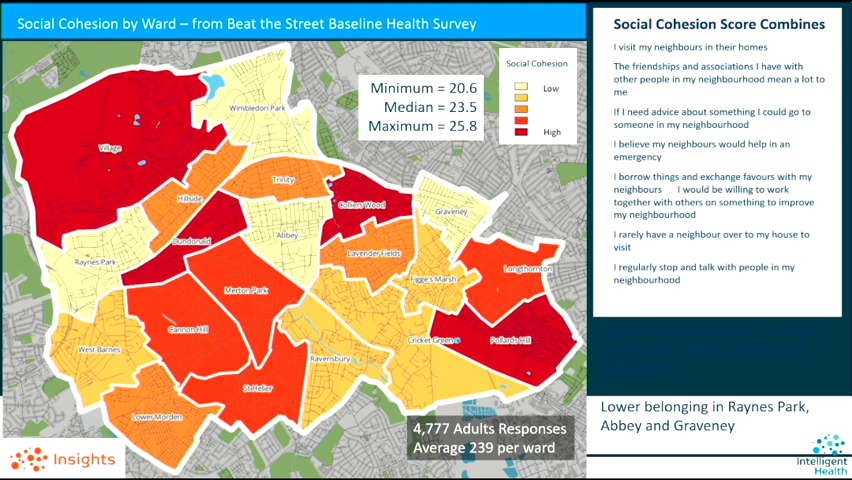 Social Cohesion by Ward – from Beat the Street Baseline Health Survey
Social Cohesion
Low
High
Minimum = 20.6
Median = 23.5
Maximum = 25.8
Wimbledon Park
Village
Hillside
Trinity
Colliers Wood
Graveney
Dundonald
Abbey
Raynes Park
Lavender Fields
Figge's Marsh
Longthornton
Merton Park
Cannon Hill
Cricket Green
Pollards Hill
West Barnes
Ravensbury
St Helier
Lower Morden
4,777 Adults Responses
Average 239 per ward
Insights
Social Cohesion Score Combines
I visit my neighbours in their homes
The friendships and associations I have with
other people in my neighbourhood mean a lot to
me
If I need advice about something I could go to
someone in my neighbourhood
I believe my neighbours would help in an
emergency
I borrow things and exchange favours with my
neighbours I would be willing to work
together with others on something to improve
my neighbourhood
I rarely have a neighbour over to my house to
visit
I regularly stop and talk with people in my
neighbourhood
Lower belonging in Raynes Park,
Abbey and Graveney
Intelligent
Health